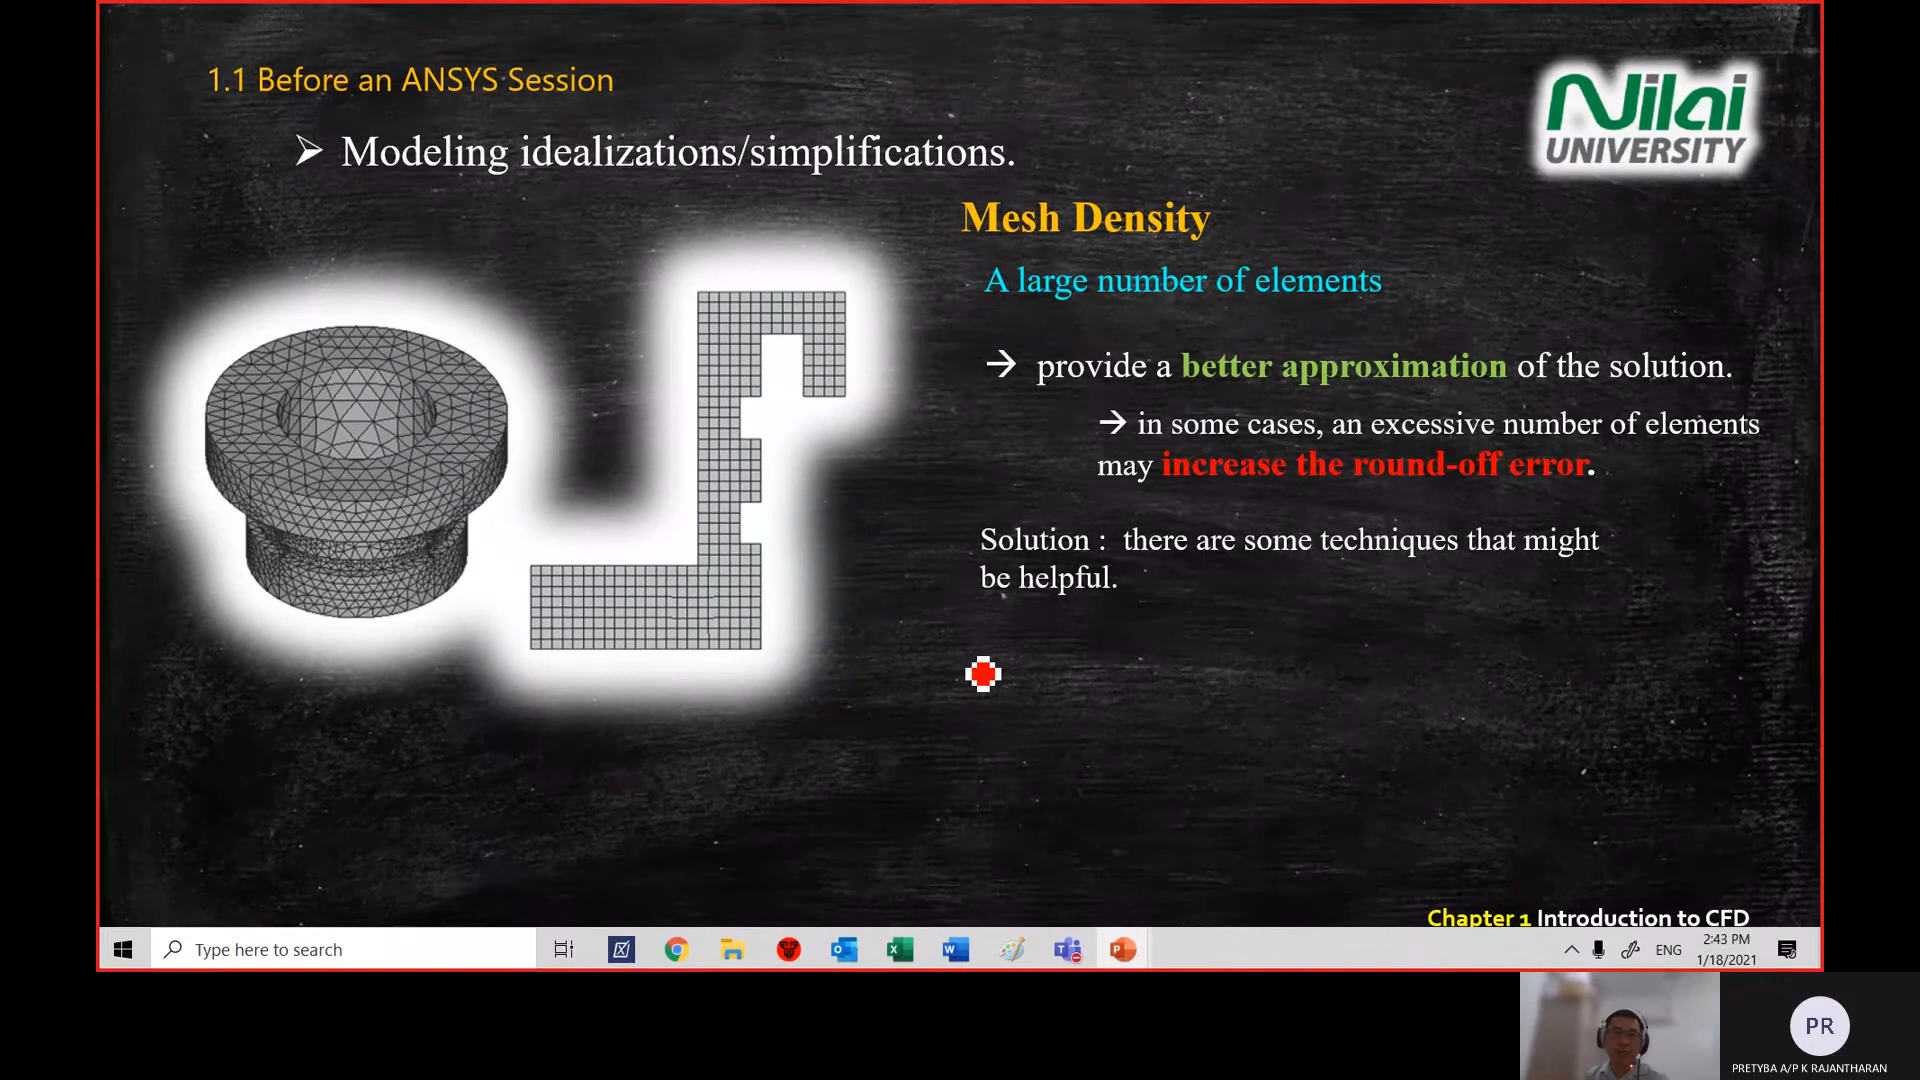 1.1 Before an ANSYS Session
➢ Modeling idealizations/simplifications.
Nilai
UNIVERSITY
Mesh Density
A large number of elements
→ provide a better approximation of the solution.
→ in some cases, an excessive number of elements
may increase the round-off error.
Solution : there are some techniques that might
be helpful.
Chapter 1 Introduction to CFD
Type here to search
ENG
2:43 PM
1/18/2021
PR
PRETYBA A/P K RAJANTHARAN